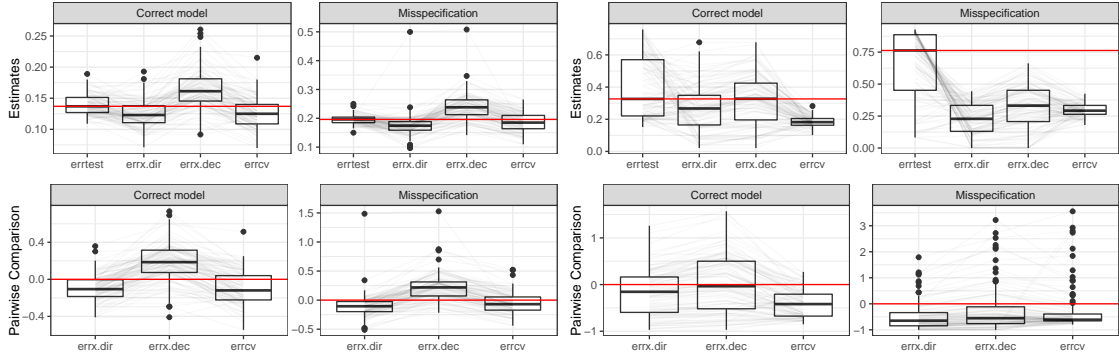 Correct model
Misspecification
Correct model
Misspecification
Estimates
0.25
0.20
0.15
0.10
0.5
0.4
0.3
0.2
0.1
Estimates
0.6
0.4
0.2
0.0
0.75
0.50
0.25
0.00
errtest errx.dir errx.dec errcv
errtest errx.dir errx.dec errcv
errtest errx.dir errx.dec errcv
errtest errx.dir errx.dec errcv
Correct model
Misspecification
Correct model
Misspecification
Pairwise Comparison
0.4
0.0
−0.4
1.5
1.0
0.5
0.0
−0.5
Pairwise Comparison
1
0
−1
3
2
1
0
−1
errx.dir errx.dec errcv
errx.dir errx.dec errcv
errx.dir errx.dec errcv
errx.dir errx.dec errcv